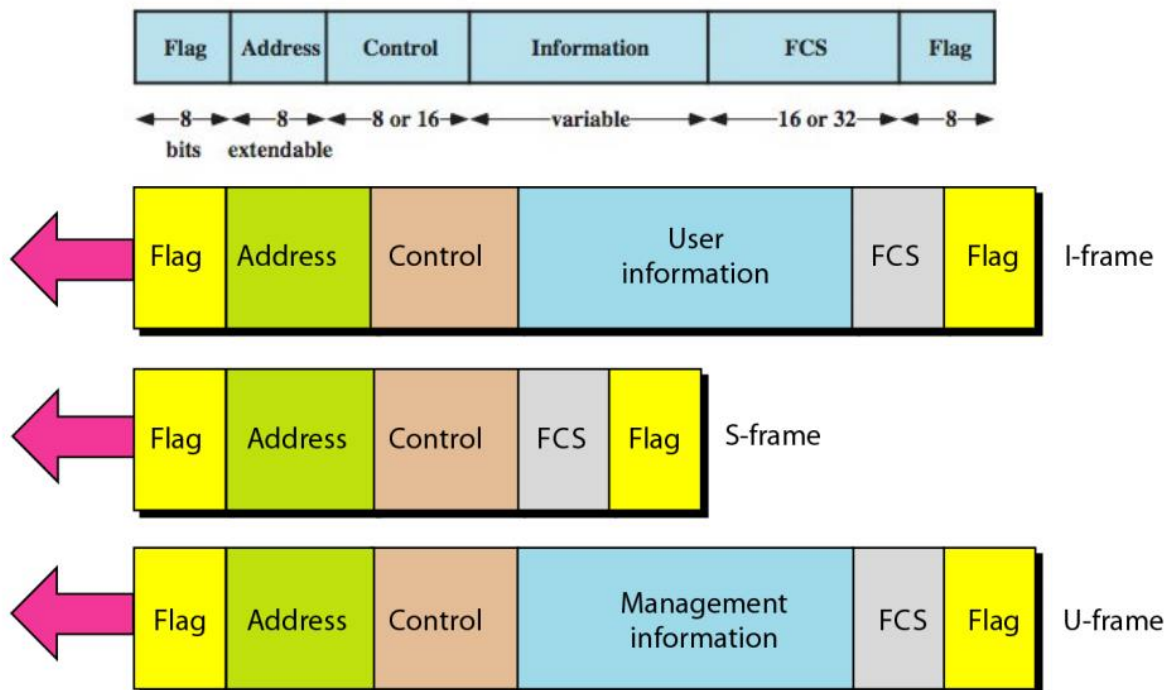 Flag Address Control Information FCS Flag
8 8 8 or 16 variable 16 or 32 8
bits extendable
Flag Address Control User information FCS Flag I-frame
Flag Address Control FCS Flag S-frame
Flag Address Control Management information FCS Flag U-frame